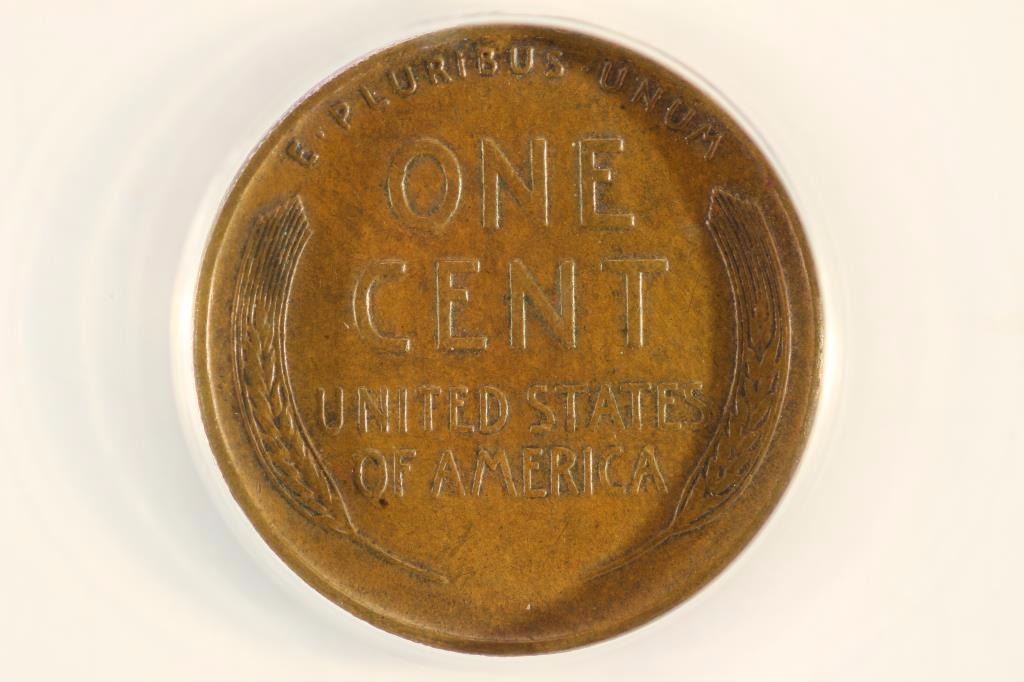 E·PLURIBUS·UNUM
ONE
CENT
UNITED STATES
OF AMERICA